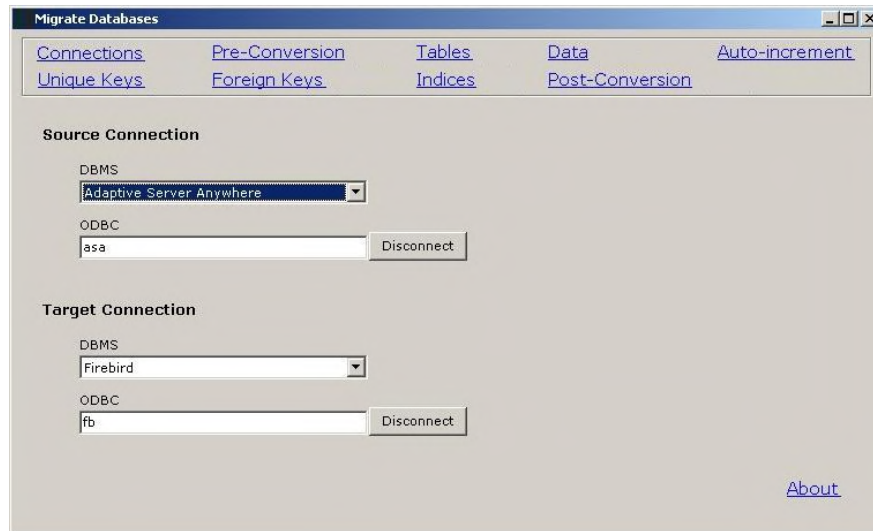 Migrate Databases
Connections Pre-Conversion Tables Data Auto-increment
Unique Keys Foreign Keys Indices Post-Conversion
Source Connection
DBMS
Adaptive Server Anywhere
ODBC
asa Disconnect
Target Connection
DBMS
Firebird
ODBC
fb Disconnect
About